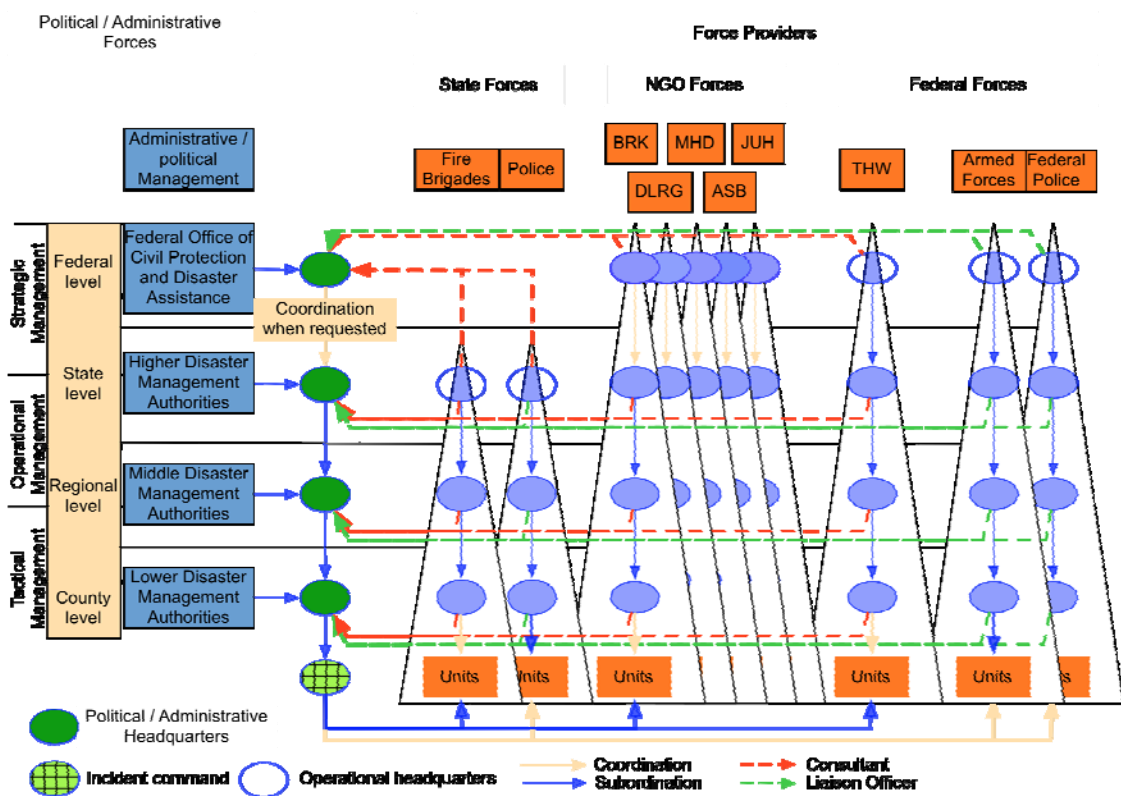 Political / Administrative
Forces
Force Providers
State Forces
NGO Forces
Federal Forces
Administrative /
political
Management
Fire
Brigades
Police
BRK
MHD
JUH
DLRG
ASB
THW
Armed
Forces
Federal
Police
Strategic
Management
Operational
Management
Tactical
Management
Federal
level
State
level
Regional
level
County
level
Federal Office of
Civil Protection
and Disaster
Assistance
Coordination
when requested
Higher Disaster
Management
Authorities
Middle Disaster
Management
Authorities
Lower Disaster
Management
Authorities
Units
Units
Units
Units
Units
Political / Administrative
Headquarters
Incident command
Operational headquarters
Coordination
Subordination
Consultant
Liaison Officer